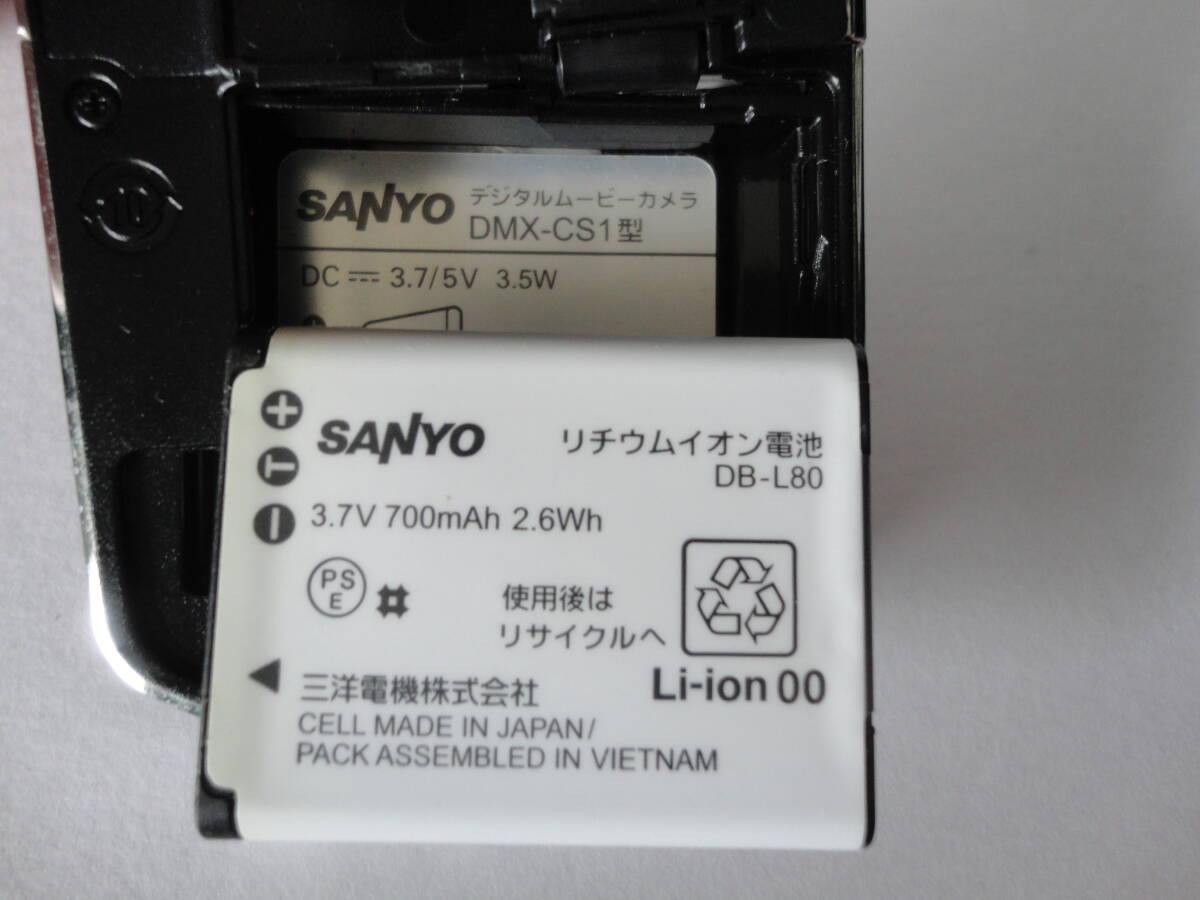 SANYO デジタルムービーカメラ
DMX-CS1型
DC 3.7/5V 3.5W
SANYO リチウムイオン電池
DB-L80
3.7V 700mAh 2.6Wh
PS
E
使用後は
リサイクルへ
Li-ion 00
三洋電機株式会社
CELL MADE IN JAPAN/
PACK ASSEMBLED IN VIETNAM